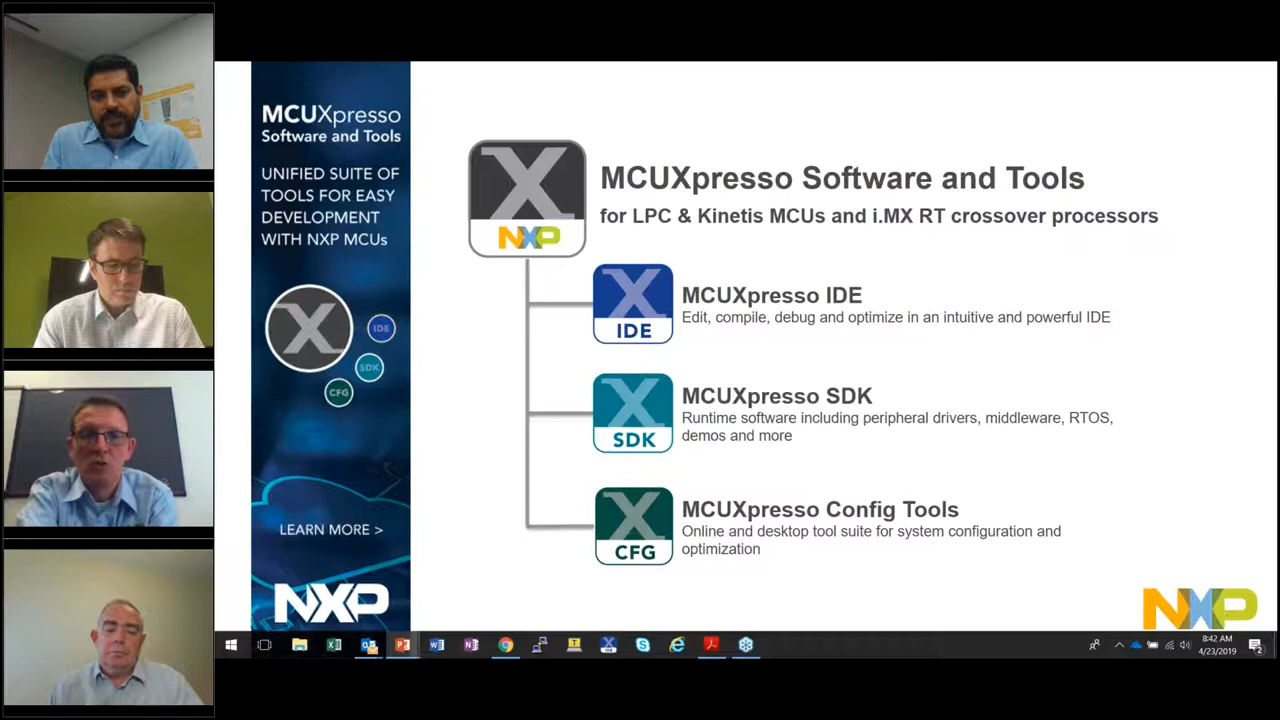 MCUXpresso
Software and Tools
UNIFIED SUITE OF
TOOLS FOR EASY
DEVELOPMENT
WITH NXP MCUs
X
IDE
SDK
CFG
LEARN MORE >
NXP
X
NXP
MCUXpresso Software and Tools
for LPC & Kinetis MCUs and i.MX RT crossover processors
X
IDE
MCUXpresso IDE
Edit, compile, debug and optimize in an intuitive and powerful IDE
X
SDK
MCUXpresso SDK
Runtime software including peripheral drivers, middleware, RTOS,
demos and more
X
CFG
MCUXpresso Config Tools
Online and desktop tool suite for system configuration and
optimization
NXP
8:42 AM
4/23/2019
2